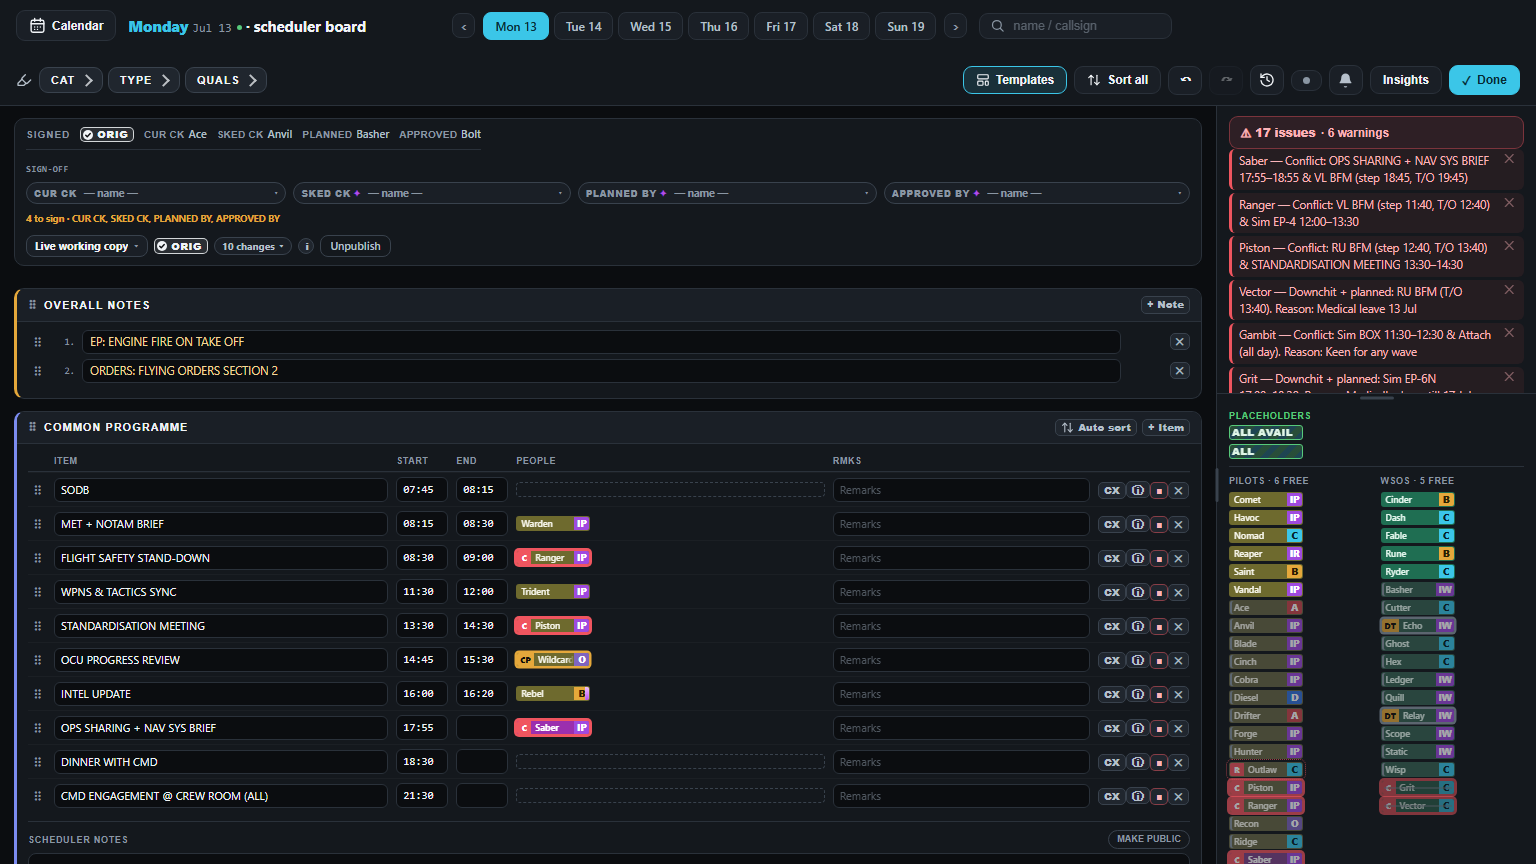 Calendar
Monday Jul 13 • · scheduler board
‹ Mon 13 Tue 14 Wed 15 Thu 16 Fri 17 Sat 18 Sun 19 ›
name / callsign
CAT TYPE QUALS
Templates Sort all Insights ✓ Done
SIGNED ORIG CUR CK Ace SKED CK Anvil PLANNED Basher APPROVED Bolt
SIGN-OFF
CUR CK — name — SKED CK ✦ — name — PLANNED BY ✦ — name — APPROVED BY ✦ — name —
4 to sign · CUR CK, SKED CK, PLANNED BY, APPROVED BY
Live working copy ORIG 10 changes i Unpublish
OVERALL NOTES + Note
1. EP: ENGINE FIRE ON TAKE OFF
2. ORDERS: FLYING ORDERS SECTION 2
COMMON PROGRAMME Auto sort + Item
ITEM START END PEOPLE RMKS
SODB 07:45 08:15 Remarks CX
MET + NOTAM BRIEF 08:15 08:30 Warden IP Remarks CX
FLIGHT SAFETY STAND-DOWN 08:30 09:00 C Ranger IP Remarks CX
WPNS & TACTICS SYNC 11:30 12:00 Trident IP Remarks CX
STANDARDISATION MEETING 13:30 14:30 C Piston IP Remarks CX
OCU PROGRESS REVIEW 14:45 15:30 CP Wildcard O Remarks CX
INTEL UPDATE 16:00 16:20 Rebel B Remarks CX
OPS SHARING + NAV SYS BRIEF 17:55 C Saber IP Remarks CX
DINNER WITH CMD 18:30 Remarks CX
CMD ENGAGEMENT @ CREW ROOM (ALL) 21:30 Remarks CX
SCHEDULER NOTES MAKE PUBLIC
⚠ 17 issues · 6 warnings
Saber — Conflict: OPS SHARING + NAV SYS BRIEF
17:55–18:55 & VL BFM (step 18:45, T/O 19:45)
Ranger — Conflict: VL BFM (step 11:40, T/O 12:40)
& Sim EP-4 12:00–13:30
Piston — Conflict: RU BFM (step 12:40, T/O 13:40)
& STANDARDISATION MEETING 13:30–14:30
Vector — Downchit + planned: RU BFM (T/O
13:40). Reason: Medical leave 13 Jul
Gambit — Conflict: Sim BOX 11:30–12:30 & Attach
(all day). Reason: Keen for any wave
Grit — Downchit + planned: Sim EP-6N
PLACEHOLDERS
ALL AVAIL
ALL
PILOTS · 6 FREE
Comet IP
Havoc IP
Nomad C
Reaper IR
Saint B
Vandal IP
Ace A
Anvil IP
Blade IP
Cinch IP
Cobra IP
Diesel D
Drifter A
Forge IP
Hunter IP
R Outlaw C
C Piston IP
C Ranger IP
Recon O
Ridge C
C Saber IP
WSOS · 5 FREE
Cinder B
Dash C
Fable C
Rune B
Ryder C
Basher IW
Cutter C
DT Echo IW
Ghost C
Hex C
Ledger IW
Quill IW
DT Relay IW
Scope IW
Static IW
Wisp C
C Grit C
C Vector C